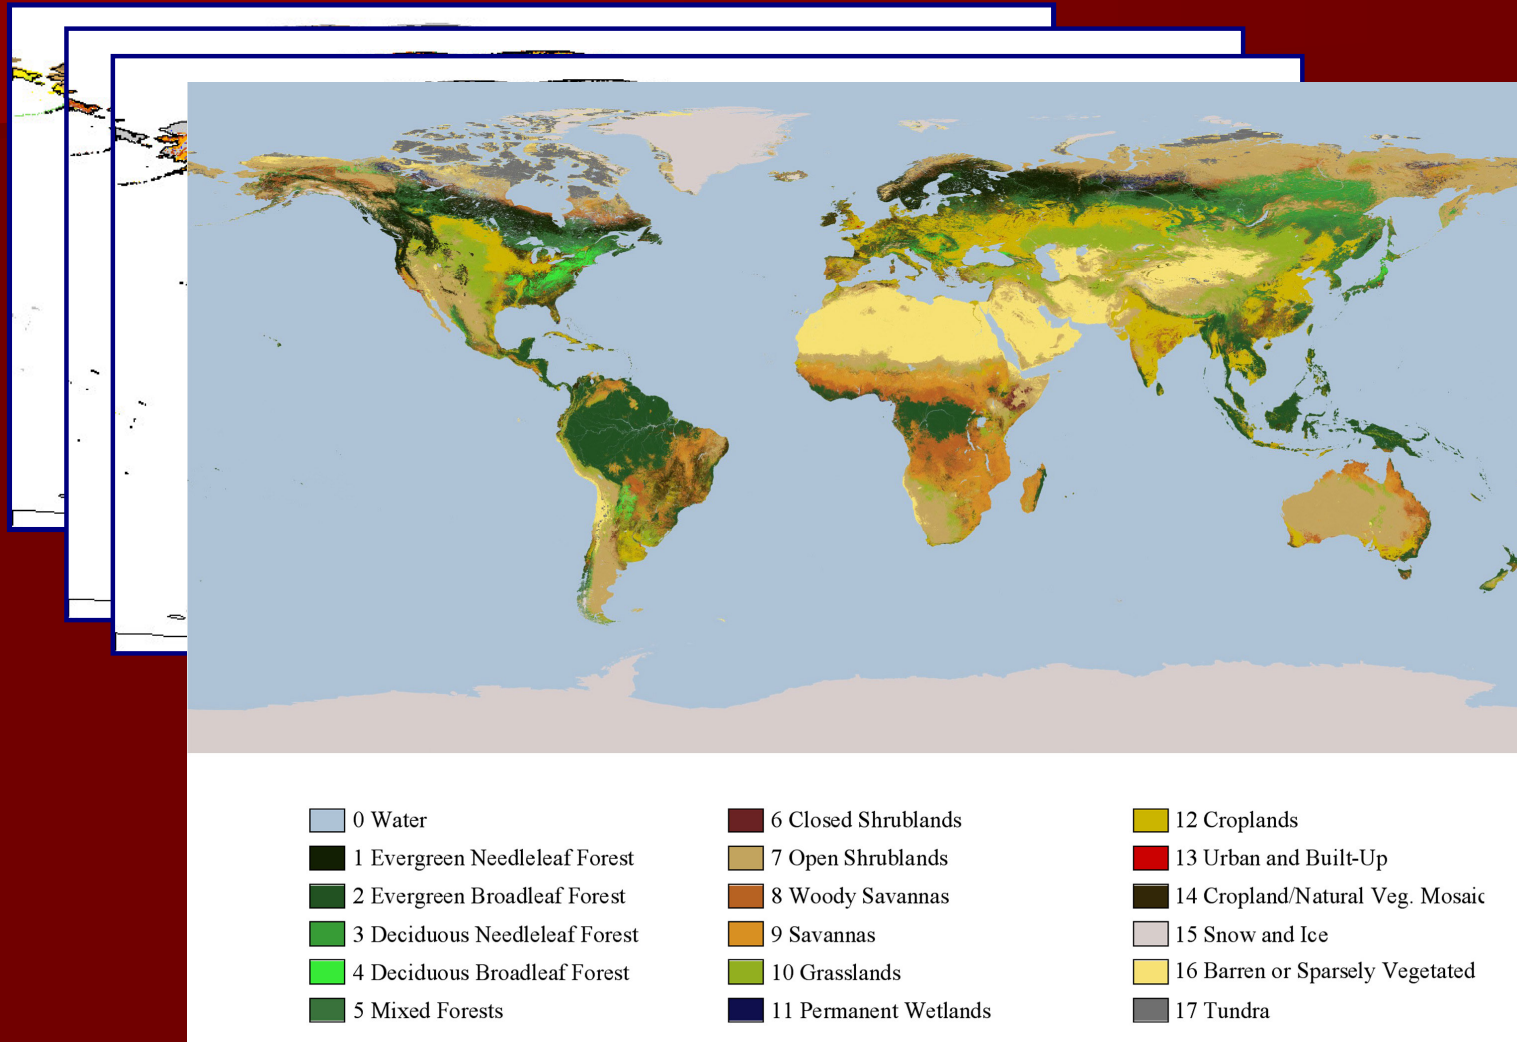 0 Water
1 Evergreen Needleleaf Forest
2 Evergreen Broadleaf Forest
3 Deciduous Needleleaf Forest
4 Deciduous Broadleaf Forest
5 Mixed Forests
6 Closed Shrublands
7 Open Shrublands
8 Woody Savannas
9 Savannas
10 Grasslands
11 Permanent Wetlands
12 Croplands
13 Urban and Built-Up
14 Cropland/Natural Veg. Mosaic
15 Snow and Ice
16 Barren or Sparsely Vegetated
17 Tundra